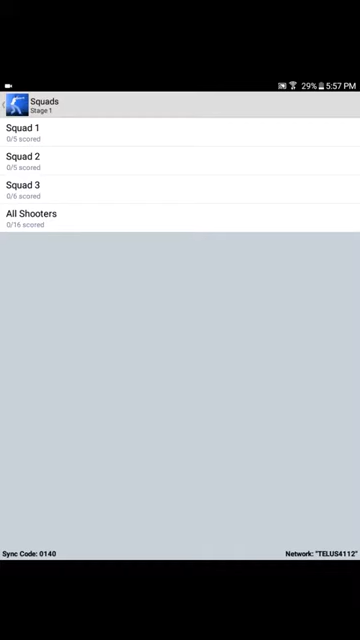 29% 5:57 PM
Squads
Stage 1
Squad 1
0/5 scored
Squad 2
0/5 scored
Squad 3
0/6 scored
All Shooters
0/16 scored
Sync Code: 0140 Network: "TELUS4112"